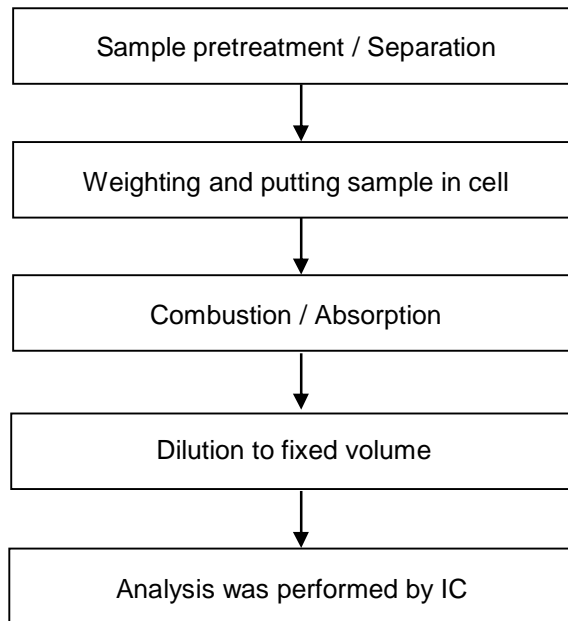 Sample pretreatment / Separation
Weighting and putting sample in cell
Combustion / Absorption
Dilution to fixed volume
Analysis was performed by IC